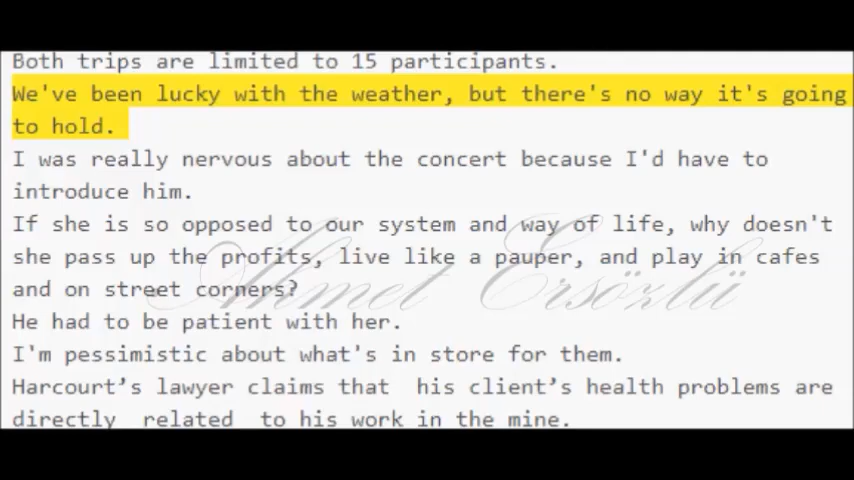 Both trips are limited to 15 participants.
We've been lucky with the weather, but there's no way it's going
to hold.
I was really nervous about the concert because I'd have to
introduce him.
If she is so opposed to our system and way of life, why doesn't
she pass up the profits, live like a pauper, and play in cafes
and on street corners?
He had to be patient with her.
I'm pessimistic about what's in store for them.
Harcourt’s lawyer claims that  his client’s health problems are
directly  related  to his work in the mine.
Ahmet Ersözlü